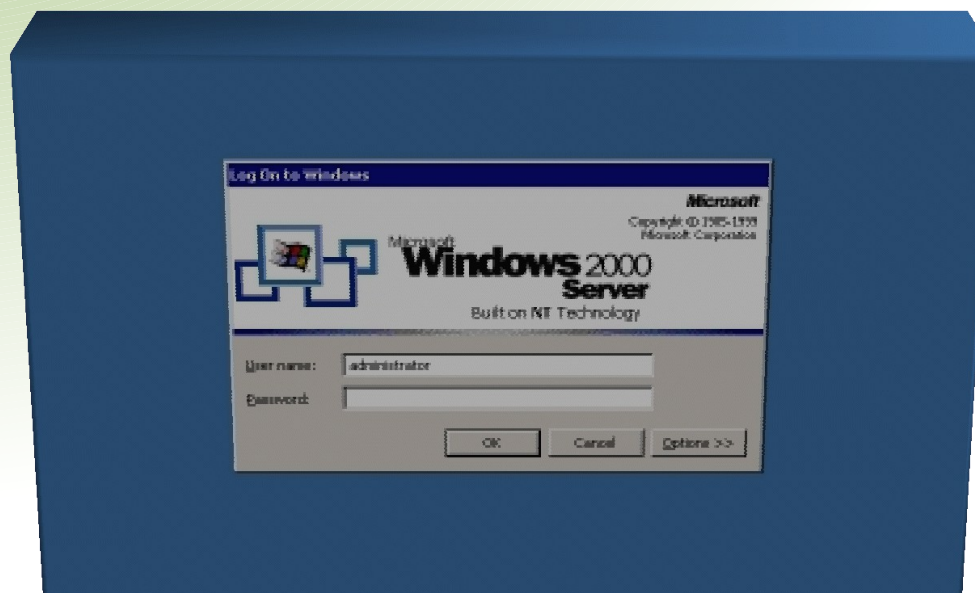 Log On to Windows
Microsoft
Copyright © 1985-1999
Microsoft Corporation
Microsoft
Windows 2000
Server
Built on NT Technology
User name: administrator
Password:
OK Cancel Options >>